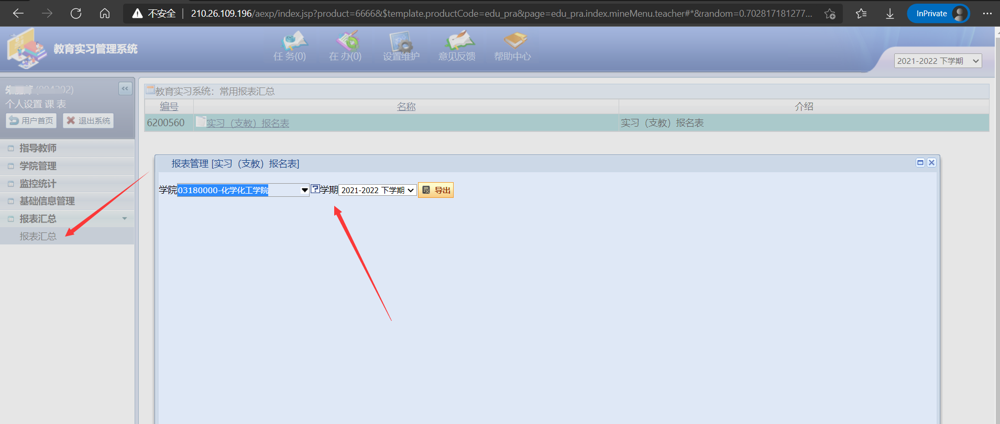 不安全 210.26.109.196/aexp/index.jsp?product=6666&$template.productCode=edu_pra&page=edu_pra.index.mineMenu.teacher#*&random=0.702817181277... InPrivate
教育实习管理系统
任 务(0) 在 办(0) 设置维护 意见反馈 帮助中心
2021-2022 下学期
个人设置 课 表
用户首页 退出系统
指导教师
学院管理
监控统计
基础信息管理
报表汇总
报表汇总
教育实习系统：常用报表汇总
编号 名称 介绍
6200560 实习（支教）报名表 实习（支教）报名表
报表管理 [实习（支教）报名表]
学院 03180000-化学化工学院 学期 2021-2022 下学期 导出